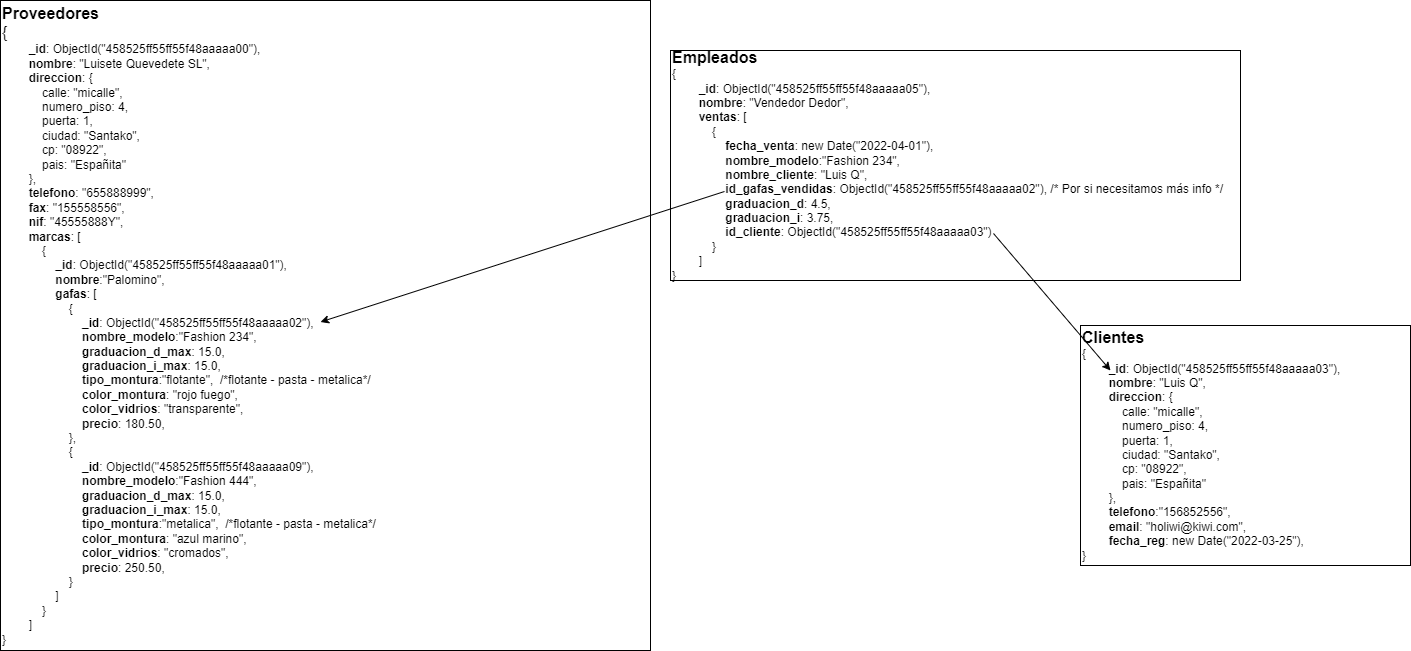 Proveedores
{
_id: ObjectId("458525ff55ff55f48aaaaa00"),
nombre: "Luisete Quevedete SL",
direccion: {
calle: "micalle",
numero_piso: 4,
puerta: 1,
ciudad: "Santako",
cp: "08922",
pais: "Españita"
},
telefono: "655888999",
fax: "155558556",
nif: "45555888Y",
marcas: [
{
_id: ObjectId("458525ff55ff55f48aaaaa01"),
nombre:"Palomino",
gafas: [
{
_id: ObjectId("458525ff55ff55f48aaaaa02"),
nombre_modelo:"Fashion 234",
graduacion_d_max: 15.0,
graduacion_i_max: 15.0,
tipo_montura:"flotante", /*flotante - pasta - metalica*/
color_montura: "rojo fuego",
color_vidrios: "transparente",
precio: 180.50,
},
{
_id: ObjectId("458525ff55ff55f48aaaaa09"),
nombre_modelo:"Fashion 444",
graduacion_d_max: 15.0,
graduacion_i_max: 15.0,
tipo_montura:"metalica", /*flotante - pasta - metalica*/
color_montura: "azul marino",
color_vidrios: "cromados",
precio: 250.50,
}
]
}
]
}
Empleados
{
_id: ObjectId("458525ff55ff55f48aaaaa05"),
nombre: "Vendedor Dedor",
ventas: [
{
fecha_venta: new Date("2022-04-01"),
nombre_modelo:"Fashion 234",
nombre_cliente: "Luis Q",
id_gafas_vendidas: ObjectId("458525ff55ff55f48aaaaa02"), /* Por si necesitamos más info */
graduacion_d: 4.5,
graduacion_i: 3.75,
id_cliente: ObjectId("458525ff55ff55f48aaaaa03")
}
]
}
Clientes
{
_id: ObjectId("458525ff55ff55f48aaaaa03"),
nombre: "Luis Q",
direccion: {
calle: "micalle",
numero_piso: 4,
puerta: 1,
ciudad: "Santako",
cp: "08922",
pais: "Españita"
},
telefono:"156852556",
email: "holiwi@kiwi.com",
fecha_reg: new Date("2022-03-25"),
}